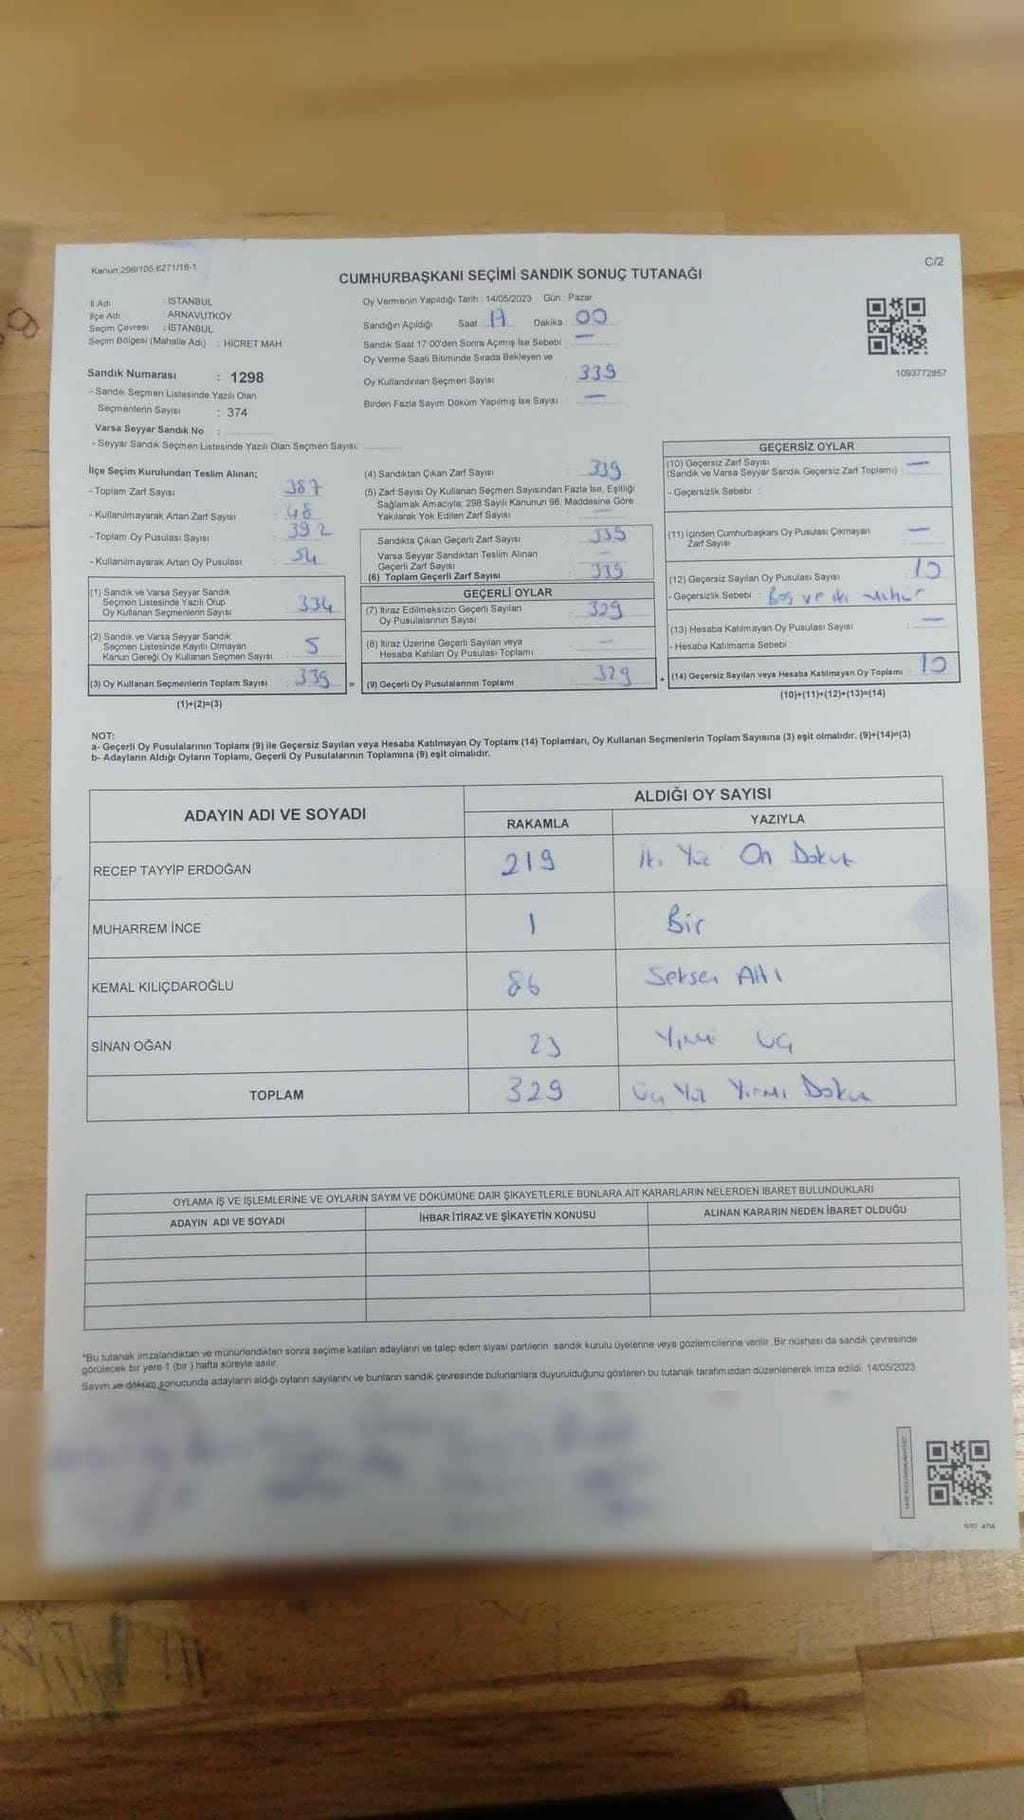 Kanun:298/105,6271/18-1
C/2
CUMHURBAŞKANI SEÇİMİ SANDIK SONUÇ TUTANAĞI
İl Adı : İSTANBUL
İlçe Adı : ARNAVUTKÖY
Seçim Çevresi : İSTANBUL
Seçim Bölgesi (Mahalle Adı) : HİCRET MAH
Sandık Numarası : 1298
- Sandık Seçmen Listesinde Yazılı Olan
Seçmenlerin Sayısı : 374
Varsa Seyyar Sandık No :
- Seyyar Sandık Seçmen Listesinde Yazılı Olan Seçmen Sayısı:
Oy Vermenin Yapıldığı Tarih : 14/05/2023 Gün : Pazar
Sandığın Açıldığı Saat 17 Dakika : 00
Sandık Saat 17:00'den Sonra Açılmış İse Sebebi : —
Oy Verme Saati Bitiminde Sırada Bekleyen ve
Oy Kullandırılan Seçmen Sayısı : 339
Birden Fazla Sayım Döküm Yapılmış İse Sayısı : —
1093772857
İlçe Seçim Kurulundan Teslim Alınan;
- Toplam Zarf Sayısı : 387
- Kullanılmayarak Artan Zarf Sayısı : 48
- Toplam Oy Pusulası Sayısı : 392
- Kullanılmayarak Artan Oy Pusulası : 54
(1) Sandık ve Varsa Seyyar Sandık
Seçmen Listesinde Yazılı Olup
Oy Kullanan Seçmenlerin Sayısı : 334
(2) Sandık ve Varsa Seyyar Sandık
Seçmen Listesinde Kayıtlı Olmayan
Kanun Gereği Oy Kullanan Seçmen Sayısı : 5
(3) Oy Kullanan Seçmenlerin Toplam Sayısı : 339 =
(1)+(2)=(3)
(4) Sandıktan Çıkan Zarf Sayısı : 339
(5) Zarf Sayısı Oy Kullanan Seçmen Sayısından Fazla İse, Eşitliği
Sağlamak Amacıyla, 298 Sayılı Kanunun 98. Maddesine Göre
Yakılarak Yok Edilen Zarf Sayısı : —
Sandıkta Çıkan Geçerli Zarf Sayısı : 339
Varsa Seyyar Sandıktan Teslim Alınan
Geçerli Zarf Sayısı : —
(6) Toplam Geçerli Zarf Sayısı : 339
GEÇERLİ OYLAR
(7) İtiraz Edilmeksizin Geçerli Sayılan
Oy Pusulalarının Sayısı : 329
(8) İtiraz Üzerine Geçerli Sayılan veya
Hesaba Katılan Oy Pusulası Toplamı : —
(9) Geçerli Oy Pusulalarının Toplamı : 329 +
GEÇERSİZ OYLAR
(10) Geçersiz Zarf Sayısı
(Sandık ve Varsa Seyyar Sandık Geçersiz Zarf Toplamı) : —
- Geçersizlik Sebebi :
(11) İçinden Cumhurbaşkanı Oy Pusulası Çıkmayan
Zarf Sayısı : —
(12) Geçersiz Sayılan Oy Pusulası Sayısı : 10
- Geçersizlik Sebebi : Boş ve iki mühür
(13) Hesaba Katılmayan Oy Pusulası Sayısı : —
- Hesaba Katılmama Sebebi :
(14) Geçersiz Sayılan veya Hesaba Katılmayan Oy Toplamı : 10
(10)+(11)+(12)+(13)=(14)
NOT:
a- Geçerli Oy Pusulalarının Toplamı (9) ile Geçersiz Sayılan veya Hesaba Katılmayan Oy Toplamı (14) Toplamları, Oy Kullanan Seçmenlerin Toplam Sayısına (3) eşit olmalıdır. (9)+(14)=(3)
b- Adayların Aldığı Oyların Toplamı, Geçerli Oy Pusulalarının Toplamına (9) eşit olmalıdır.
ADAYIN ADI VE SOYADI
ALDIĞI OY SAYISI
RAKAMLA YAZIYLA
RECEP TAYYİP ERDOĞAN 219 İki Yüz On Dokuz
MUHARREM İNCE 1 Bir
KEMAL KILIÇDAROĞLU 86 Seksen Altı
SİNAN OĞAN 23 Yirmi üç
TOPLAM 329 Üç Yüz Yirmi Dokuz
OYLAMA İŞ VE İŞLEMLERİNE VE OYLARIN SAYIM VE DÖKÜMÜNE DAİR ŞİKAYETLERLE BUNLARA AİT KARARLARIN NELERDEN İBARET BULUNDUKLARI
ADAYIN ADI VE SOYADI İHBAR İTİRAZ VE ŞİKAYETİN KONUSU ALINAN KARARIN NEDEN İBARET OLDUĞU
*Bu tutanak imzalandıktan ve mühürlendikten sonra seçime katılan adayların ve talep eden siyasi partilerin sandık kurulu üyelerine veya gözlemcilerine verilir. Bir nüshası da sandık çevresinde
görülecek bir yere 1 (bir ) hafta süreyle asılır.
Sayım ve döküm sonucunda adayların aldığı oyların sayılarını ve bunların sandık çevresinde bulunanlara duyurulduğunu gösteren bu tutanak tarafımızdan düzenlenerek imza edildi. 14/05/2023